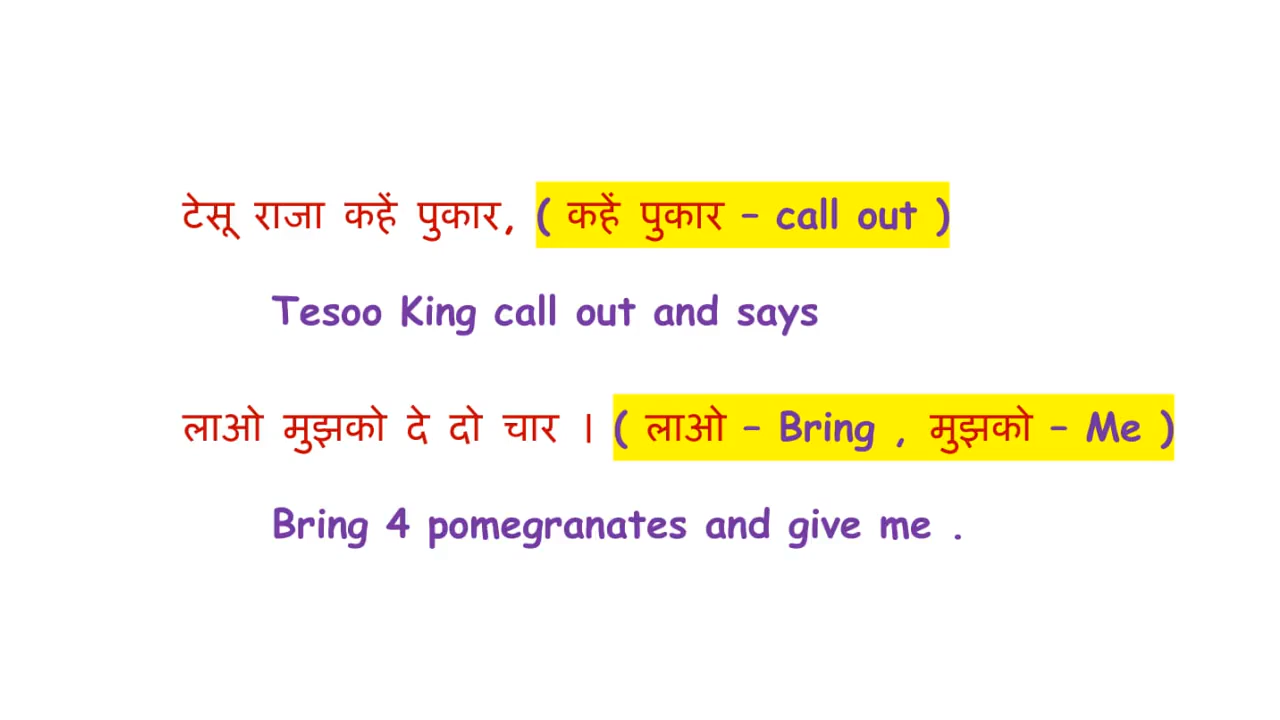 टेसू राजा कहें पुकार, ( कहें पुकार – call out )
Tesoo King call out and says
लाओ मुझको दे दो चार । ( लाओ – Bring , मुझको – Me )
Bring 4 pomegranates and give me .